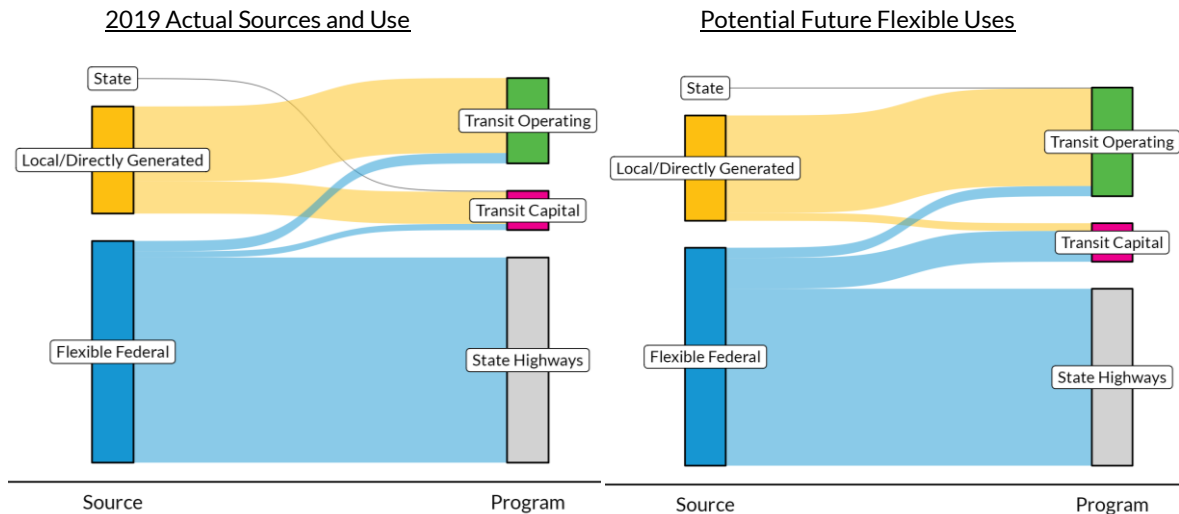 2019 Actual Sources and Use
State
Local/Directly Generated
Flexible Federal
Transit Operating
Transit Capital
State Highways
Source
Program
Potential Future Flexible Uses
State
Local/Directly Generated
Flexible Federal
Transit Operating
Transit Capital
State Highways
Source
Program